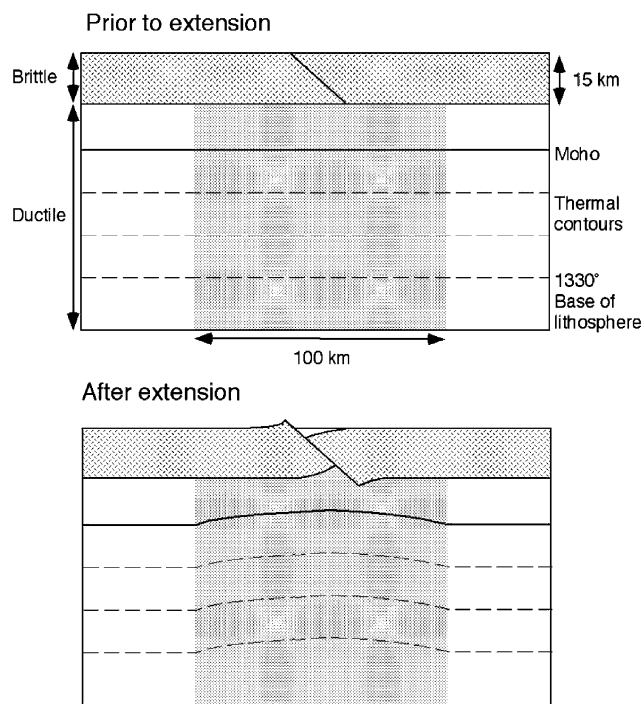 Prior to extension
Brittle
15 km
Moho
Ductile
Thermal
contours
1330°
Base of
lithosphere
100 km
After extension